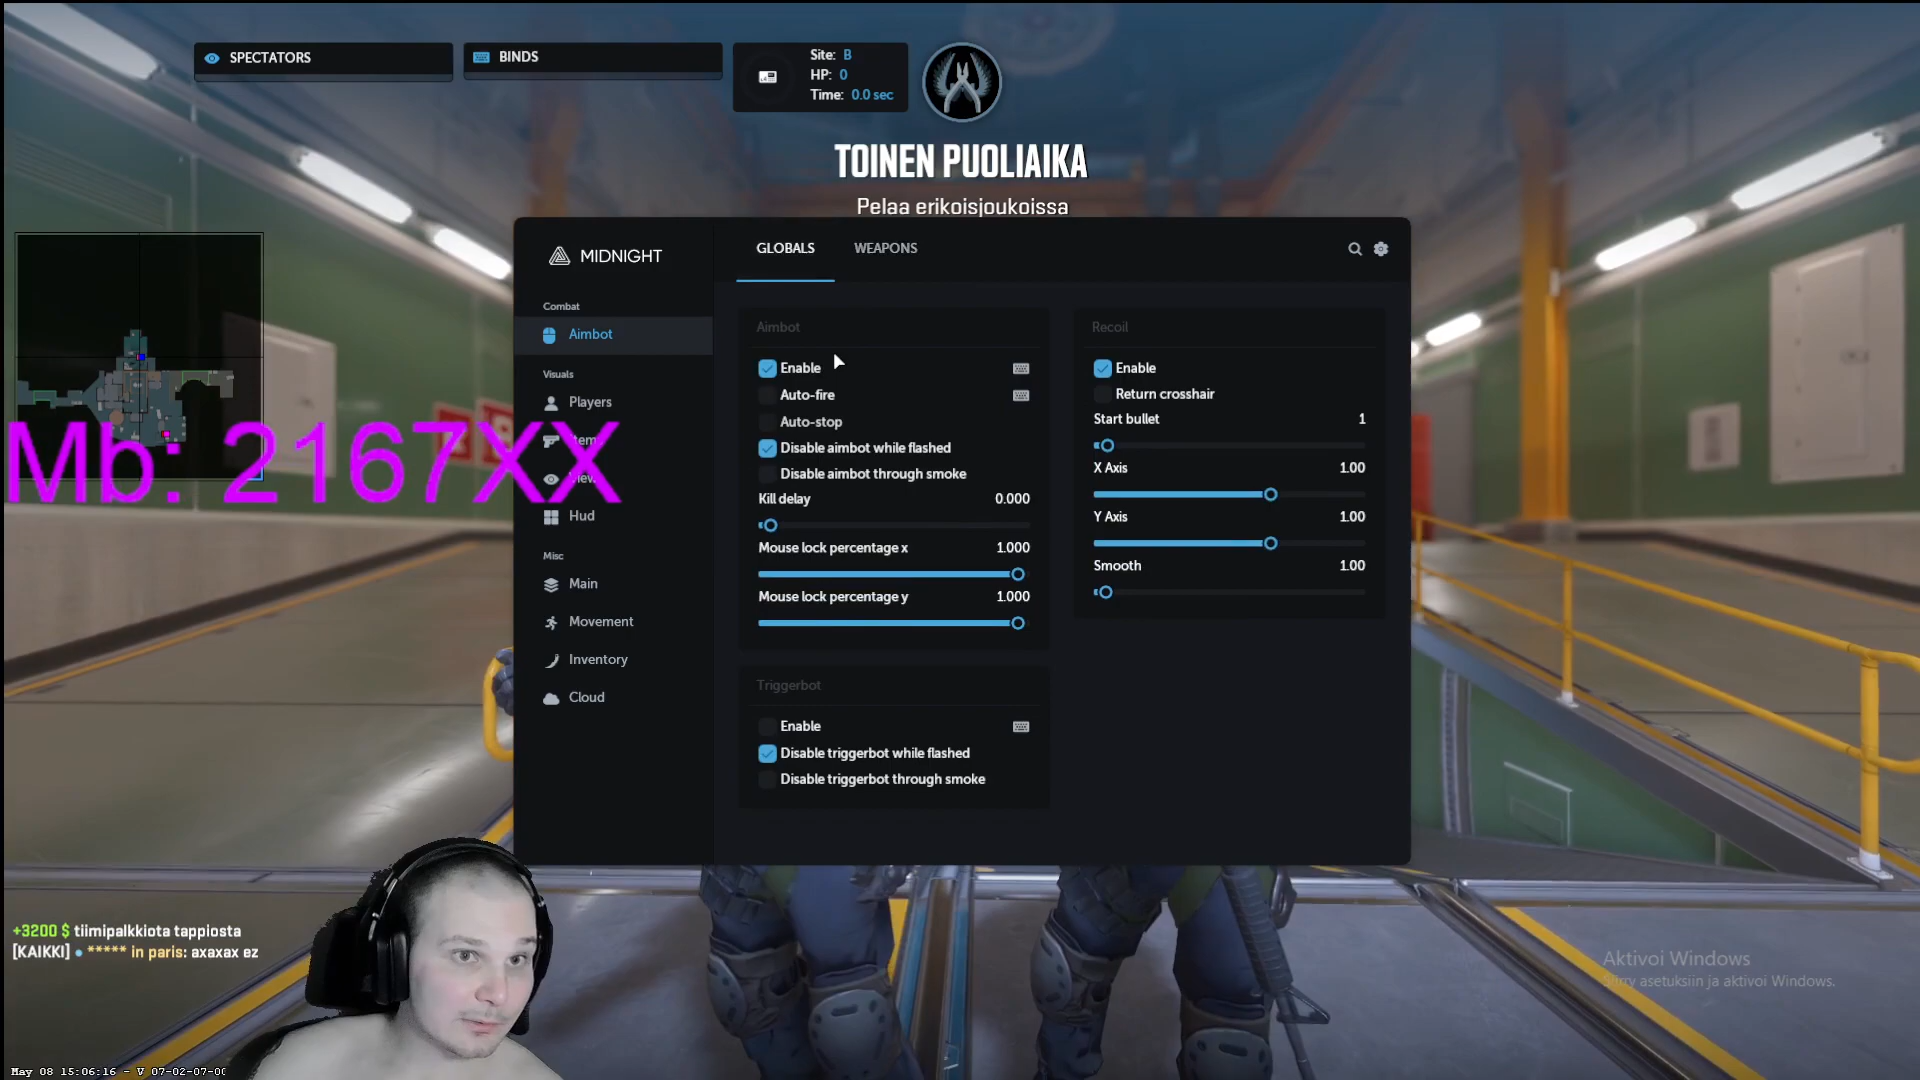 SPECTATORS
BINDS
Site: B
HP: 0
Time: 0.0 sec
TOINEN PUOLIAIKA
Pelaa erikoisjoukoissa
MIDNIGHT
GLOBALS
WEAPONS
Combat
Aimbot
Visuals
Players
Hud
Misc
Main
Movement
Inventory
Cloud
Mb: 2167XX
Aimbot
Enable
Auto-fire
Auto-stop
Disable aimbot while flashed
Disable aimbot through smoke
Kill delay 0.000
Mouse lock percentage x 1.000
Mouse lock percentage y 1.000
Triggerbot
Enable
Disable triggerbot while flashed
Disable triggerbot through smoke
Recoil
Enable
Return crosshair
Start bullet 1
X Axis 1.00
Y Axis 1.00
Smooth 1.00
+3200 $ tiimipalkkiota tappiosta
[KAIKKI] • ***** in paris: axaxax ez
Aktivoi Windows
Siirry asetuksiin ja aktivoi Windows.
May 08 15:06:16 - V 07-02-07-00